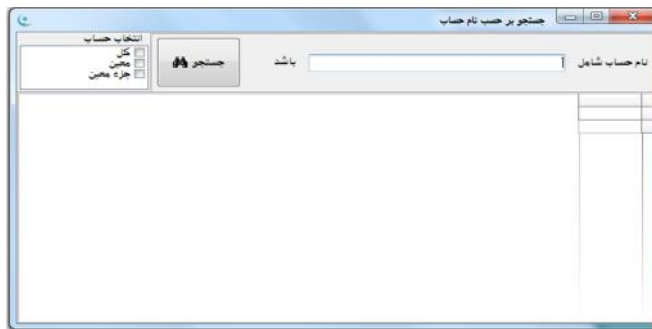 جستجو بر حسب نام حساب
نام حساب شامل
باشد
جستجو
انتخاب حساب
کل
معین
جزء معین